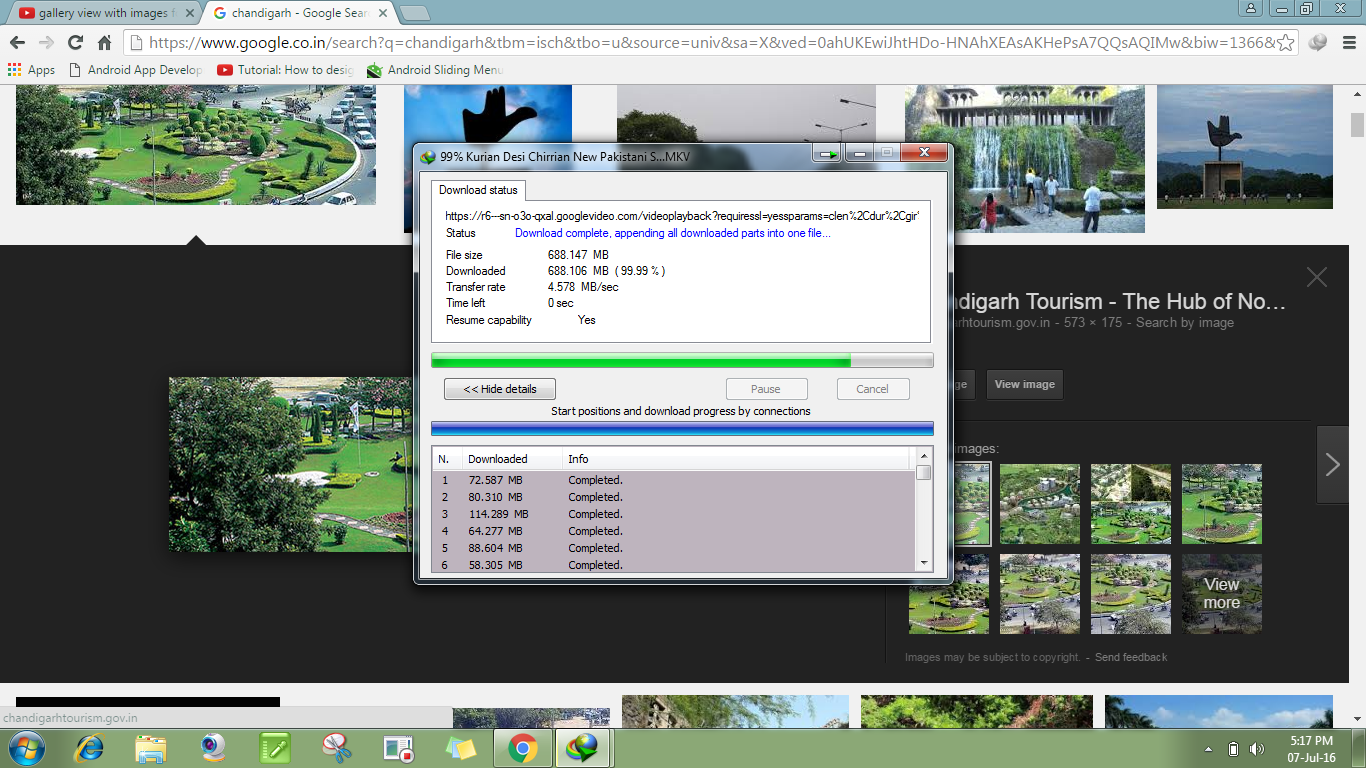 gallery view with images f
chandigarh - Google Sear
https://www.google.co.in/search?q=chandigarh&tbm=isch&tbo=u&source=univ&sa=X&ved=0ahUKEwiJhtHDo-HNAhXEAsAKHePsA7QQsAQIMw&biw=1366&
Apps
Android App Develop
Tutorial: How to desig
Android Sliding Menu
99% Kurian Desi Chirrian New Pakistani S...MKV
Download status
https://r6---sn-o3o-qxal.googlevideo.com/videoplayback?requiressl=yessparams=clen%2Cdur%2Cgir'
Status Download complete, appending all downloaded parts into one file...
File size 688.147 MB
Downloaded 688.106 MB ( 99.99 % )
Transfer rate 4.578 MB/sec
Time left 0 sec
Resume capability Yes
<< Hide details
Pause
Cancel
Start positions and download progress by connections
N. Downloaded Info
1 72.587 MB Completed.
2 80.310 MB Completed.
3 114.289 MB Completed.
4 64.277 MB Completed.
5 88.604 MB Completed.
6 58.305 MB Completed.
ndigarh Tourism - The Hub of No...
rhtourism.gov.in - 573 × 175 - Search by image
ge
View image
images:
View more
Images may be subject to copyright. - Send feedback
chandigarhtourism.gov.in
5:17 PM
07-Jul-16